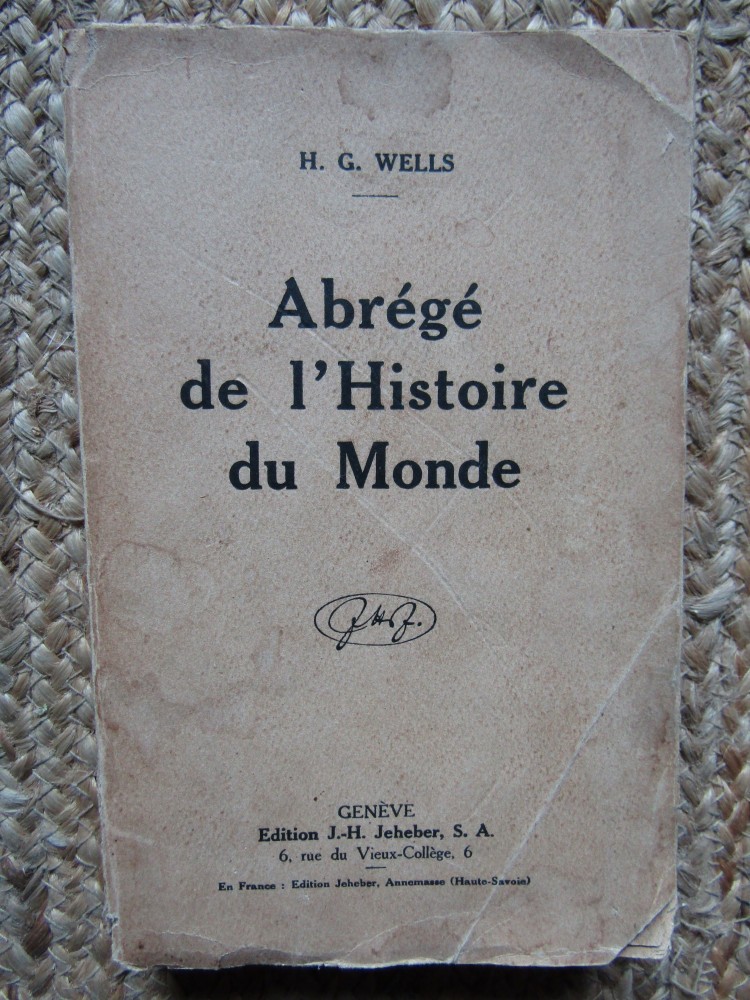 H. G. WELLS
Abrégé
de l'Histoire
du Monde
J.H.J.
GENÈVE
Edition J.-H. Jeheber, S. A.
6, rue du Vieux-Collège, 6
En France : Edition Jeheber, Annemasse (Haute-Savoie)